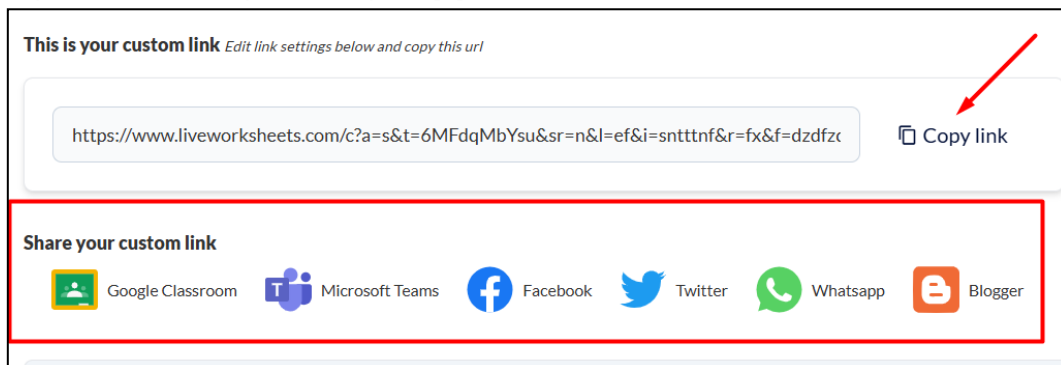 This is your custom link Edit link settings below and copy this url
https://www.liveworksheets.com/c?a=s&t=6MFdqMbYsu&sr=n&l=ef&i=sntttnf&r=fx&f=dzdfzc
Copy link
Share your custom link
Google Classroom Microsoft Teams Facebook Twitter Whatsapp Blogger